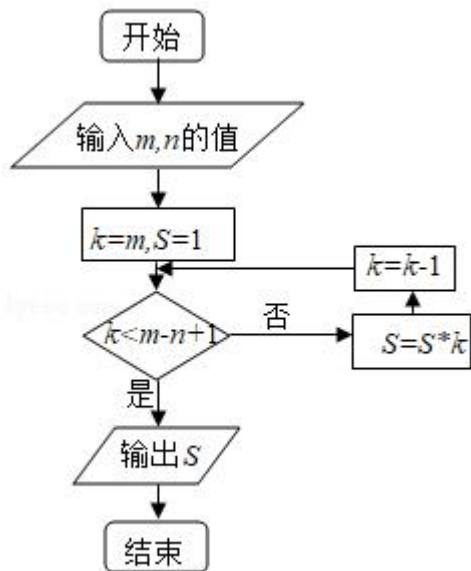 开始
输入m,n的值
k=m,S=1
k=k-1
k<m-n+1
否
S=S*k
是
输出S
结束